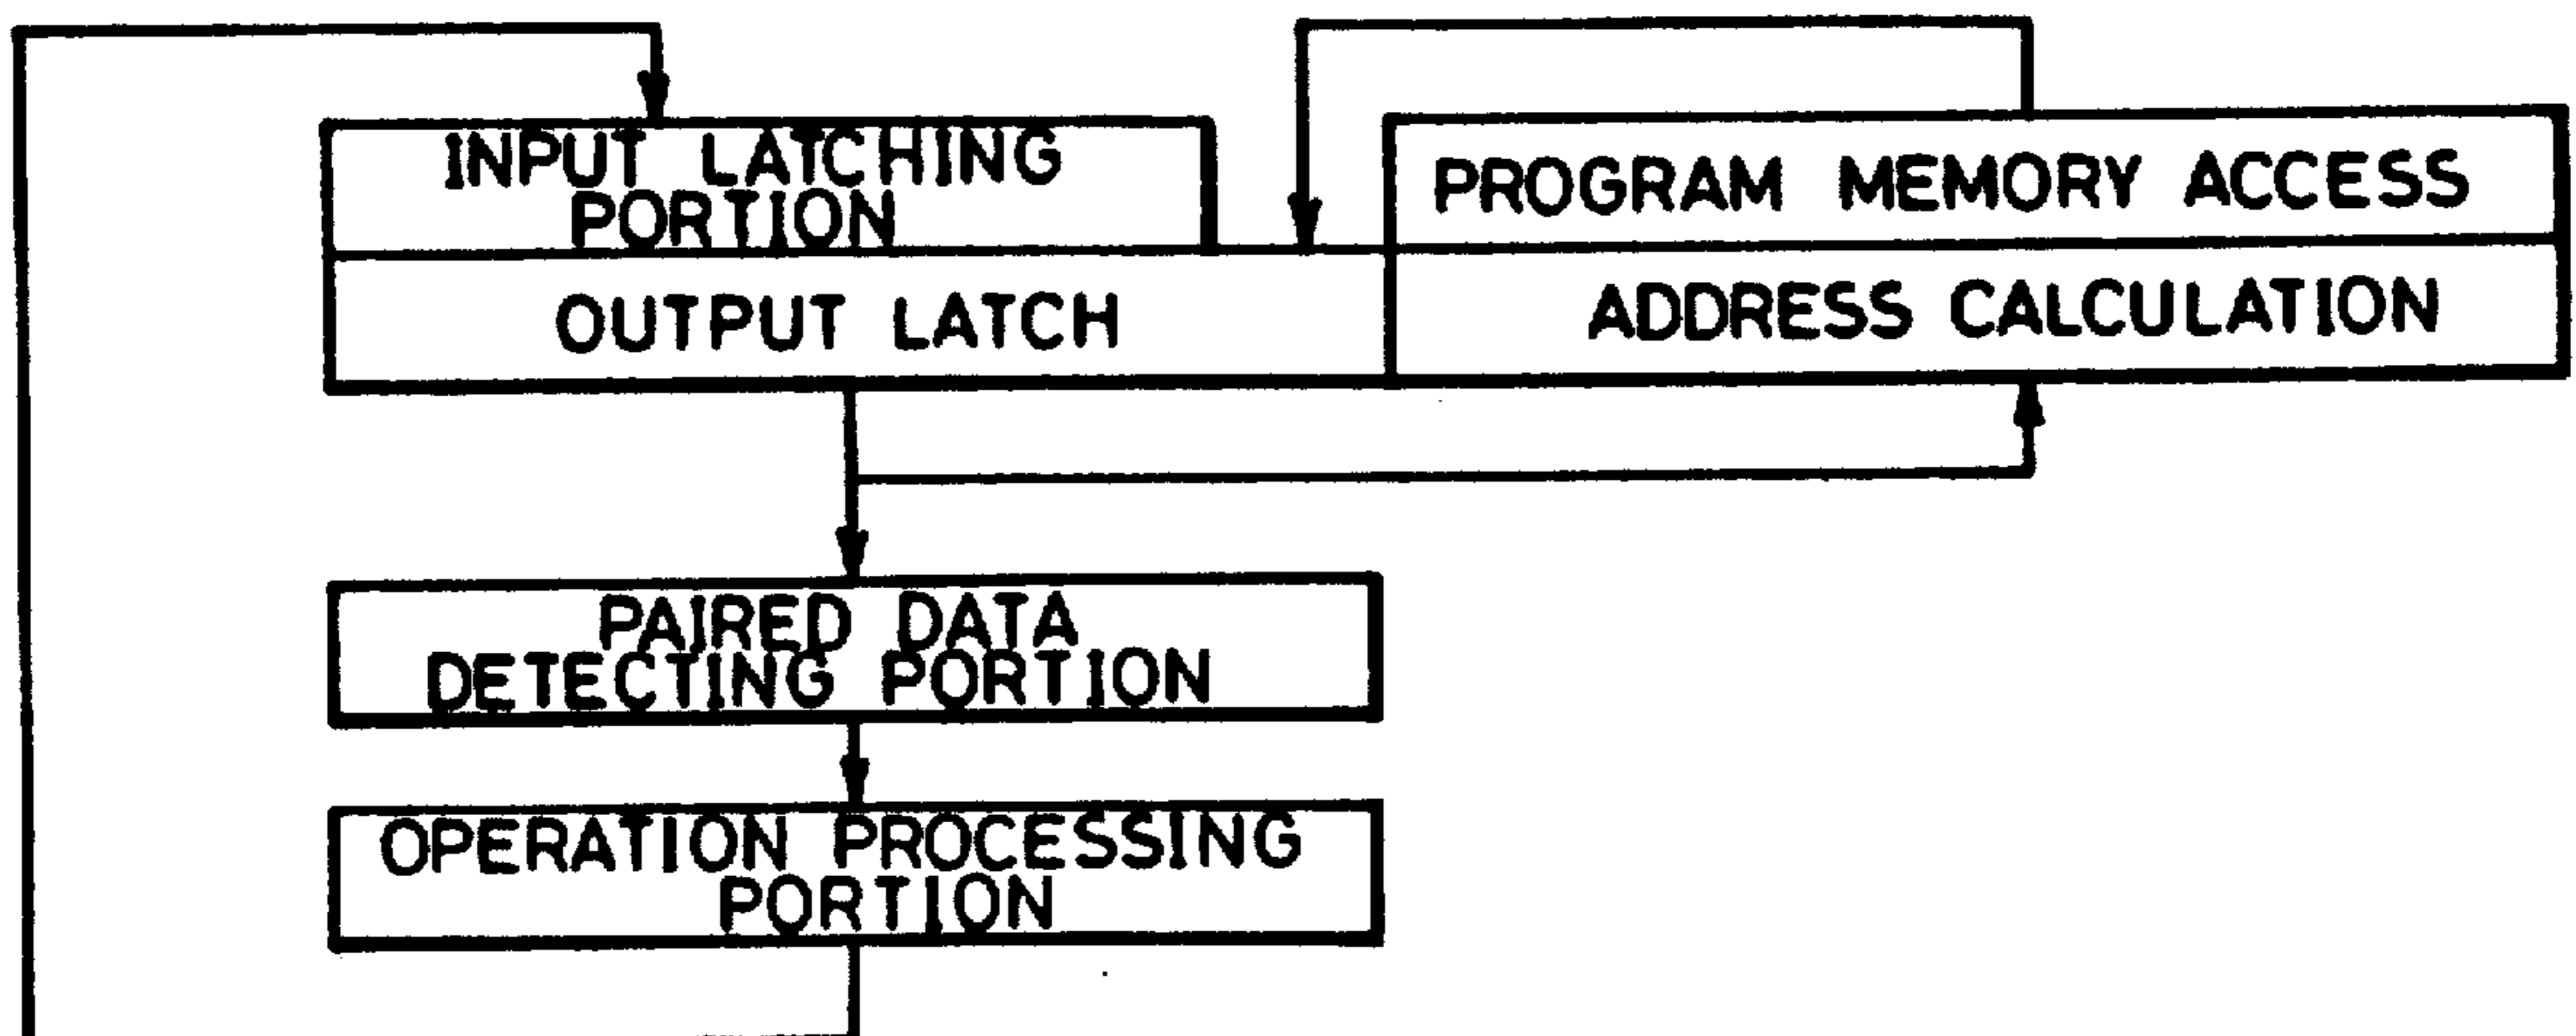 INPUT LATCHING
PORTION
PROGRAM MEMORY ACCESS
OUTPUT LATCH
ADDRESS CALCULATION
PAIRED DATA
DETECTING PORTION
OPERATION PROCESSING
PORTION